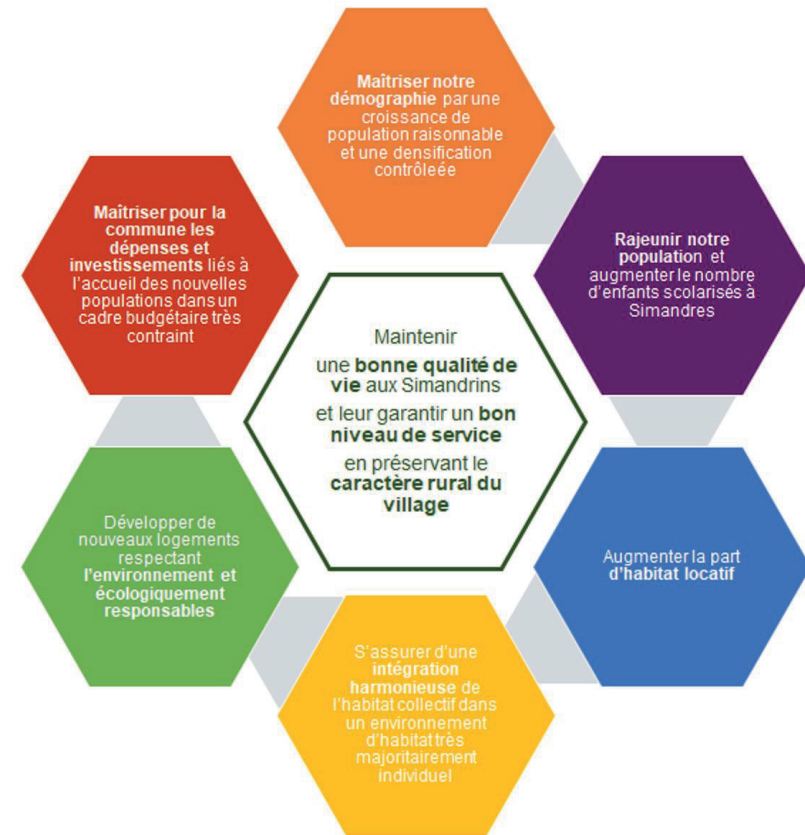 Maîtriser notre
démographie par une
croissance de
population raisonnable
et une densification
contrôleée
Rajeunir notre
population et
augmenter le nombre
d'enfants scolarisés à
Simandres
Augmenter la part
d'habitat locatif
S'assurer d'une
intégration
harmonieuse de
l'habitat collectif dans
un environnement
d'habitat très
majoritairement
individuel
Développer de
nouveaux logements
respectant
l'environnement et
écologiquement
responsables
Maîtriser pour la
commune les
dépenses et
investissements liés à
l'accueil des nouvelles
populations dans un
cadre budgétaire très
contraint
Maintenir
une bonne qualité de
vie aux Simandrins
et leur garantir un bon
niveau de service
en préservant le
caractère rural du
village